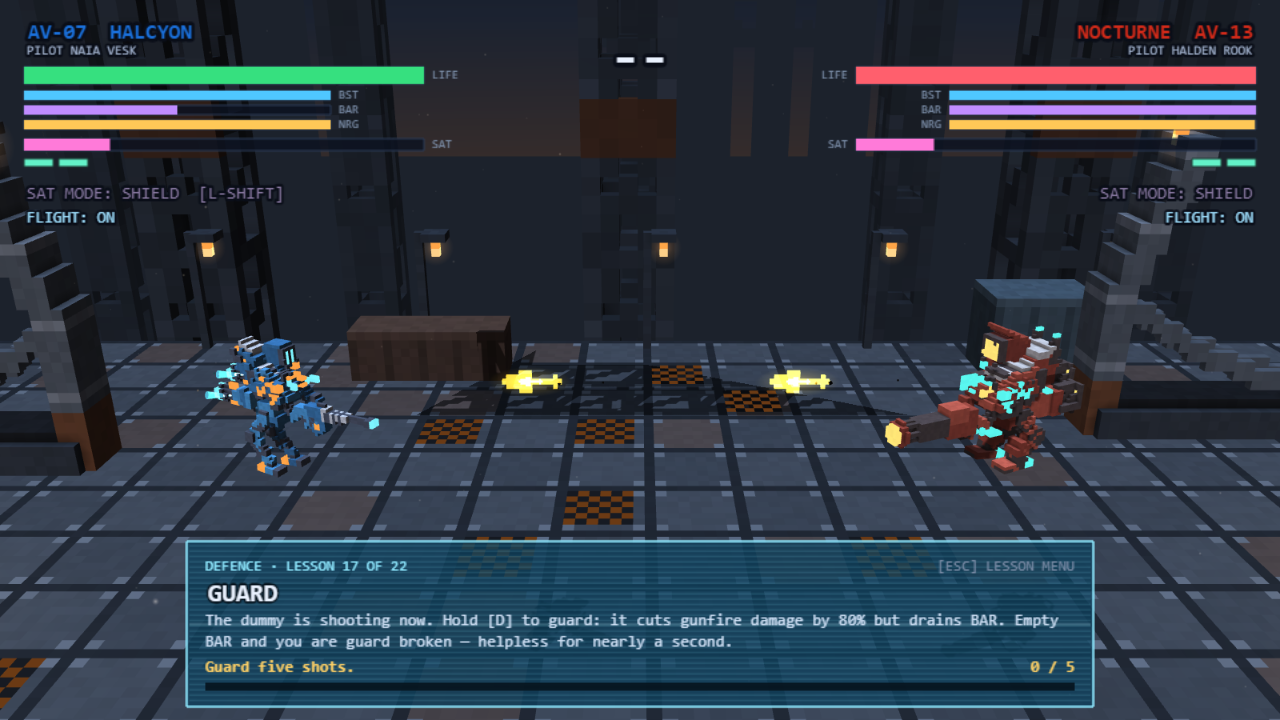 AV-07 HALCYON
PILOT NAIA VESK
LIFE
BST
BAR
NRG
SAT
SAT MODE: SHIELD [L-SHIFT]
FLIGHT: ON
--
NOCTURNE AV-13
PILOT HALDEN ROOK
LIFE
BST
BAR
NRG
SAT
SAT MODE: SHIELD
FLIGHT: ON
DEFENCE · LESSON 17 OF 22
[ESC] LESSON MENU
GUARD
The dummy is shooting now. Hold [D] to guard: it cuts gunfire damage by 80% but drains BAR. Empty
BAR and you are guard broken — helpless for nearly a second.
Guard five shots.
0 / 5